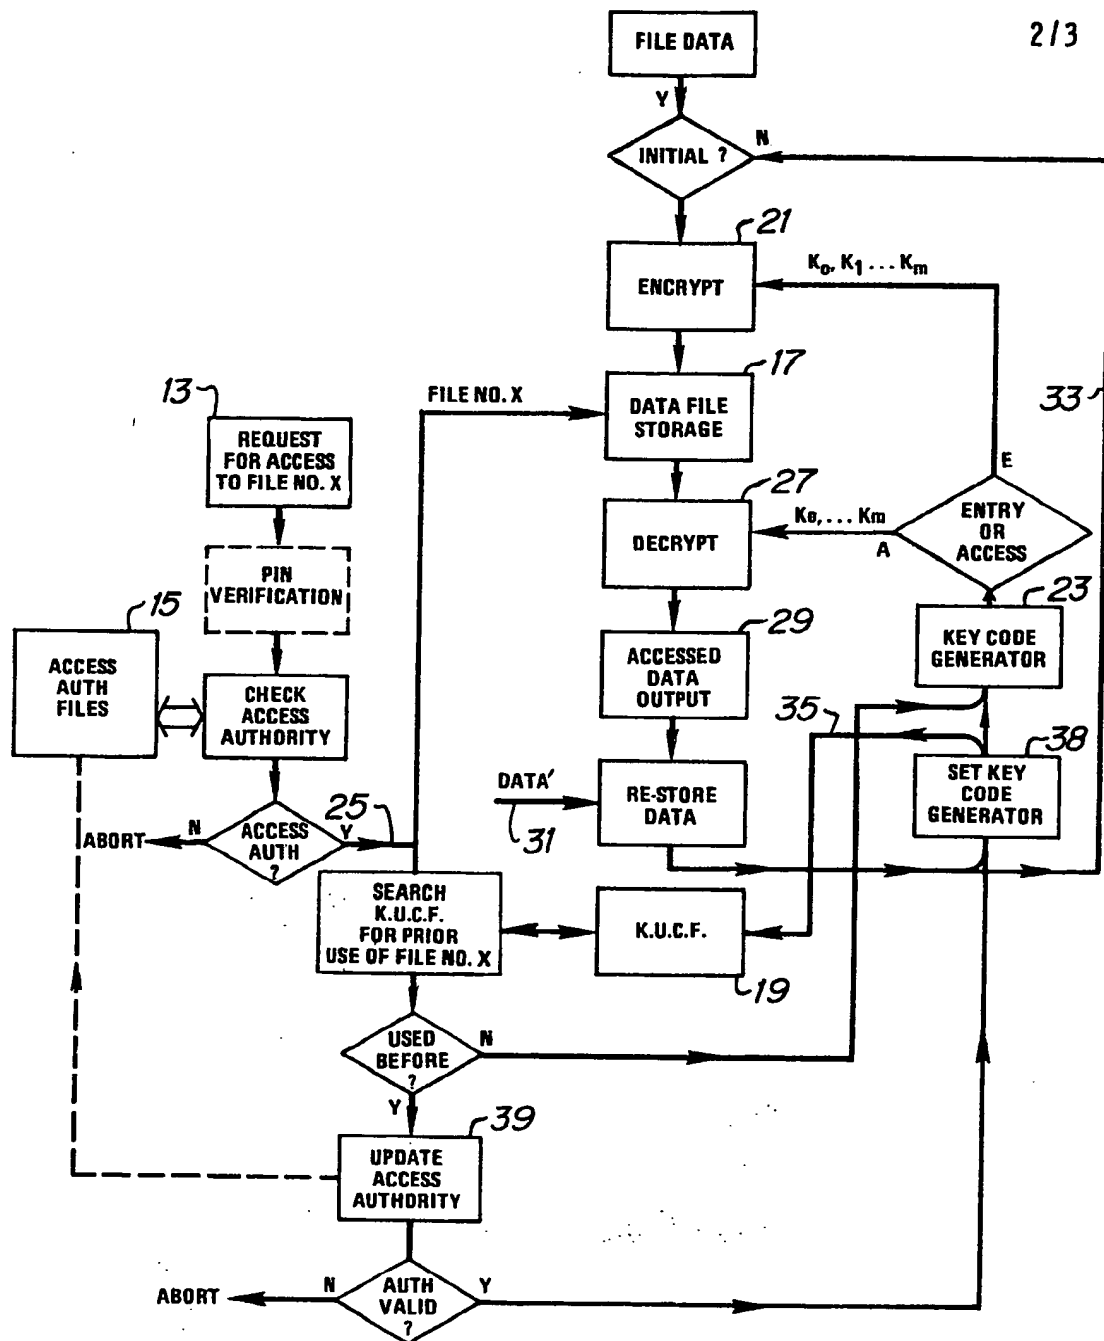 2/3
FILE DATA
Y
INITIAL ?
N
21
ENCRYPT
K₀, K₁ ... Kₘ
17
FILE NO. X
DATA FILE
STORAGE
33
13
REQUEST
FOR ACCESS
TO FILE NO. X
E
27
DECRYPT
K₀, ... Kₘ
A
ENTRY
OR
ACCESS
PIN
VERIFICATION
15
ACCESS
AUTH
FILES
CHECK
ACCESS
AUTHORITY
29
ACCESSED
DATA
OUTPUT
23
KEY CODE
GENERATOR
35
38
SET KEY
CODE
GENERATOR
DATA'
31
RE-STORE
DATA
ABORT
N
ACCESS
AUTH
?
Y
25
SEARCH
K.U.C.F.
FOR PRIOR
USE OF FILE NO. X
K.U.C.F.
19
USED
BEFORE
?
N
Y
39
UPDATE
ACCESS
AUTHORITY
ABORT
N
AUTH
VALID
?
Y